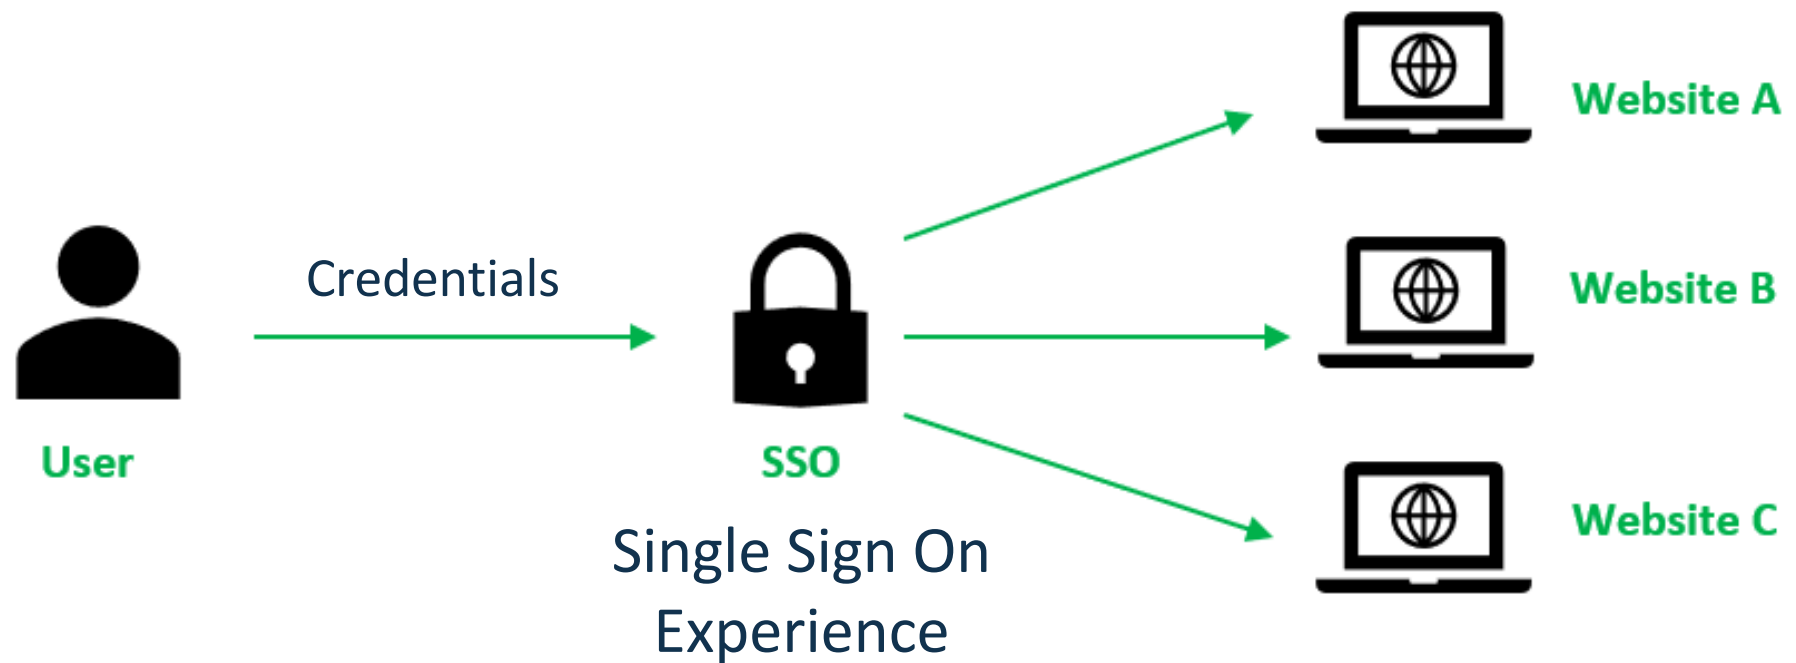 Website A
Credentials
Website B
User
SSO
Single Sign On
Experience
Website C